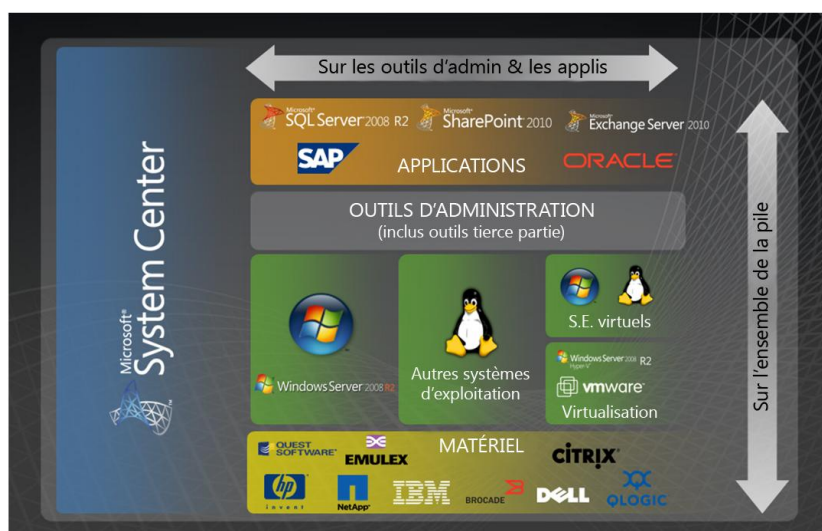 Sur les outils d'admin & les applis
Microsoft®
System Center
Microsoft®
SQL Server 2008 R2
Microsoft®
SharePoint® 2010
Microsoft®
Exchange Server 2010
SAP
APPLICATIONS
ORACLE®
OUTILS D'ADMINISTRATION
(inclus outils tierce partie)
Windows Server 2008 R2
Autres systèmes
d'exploitation
S.E. virtuels
Windows Server 2008 R2
Hyper-V
vmware®
Virtualisation
Sur l'ensemble de la pile
MATÉRIEL
QUEST
SOFTWARE®
EMULEX
CITRIX®
hp
invent
NetApp®
IBM
BROCADE
DELL
QLOGIC